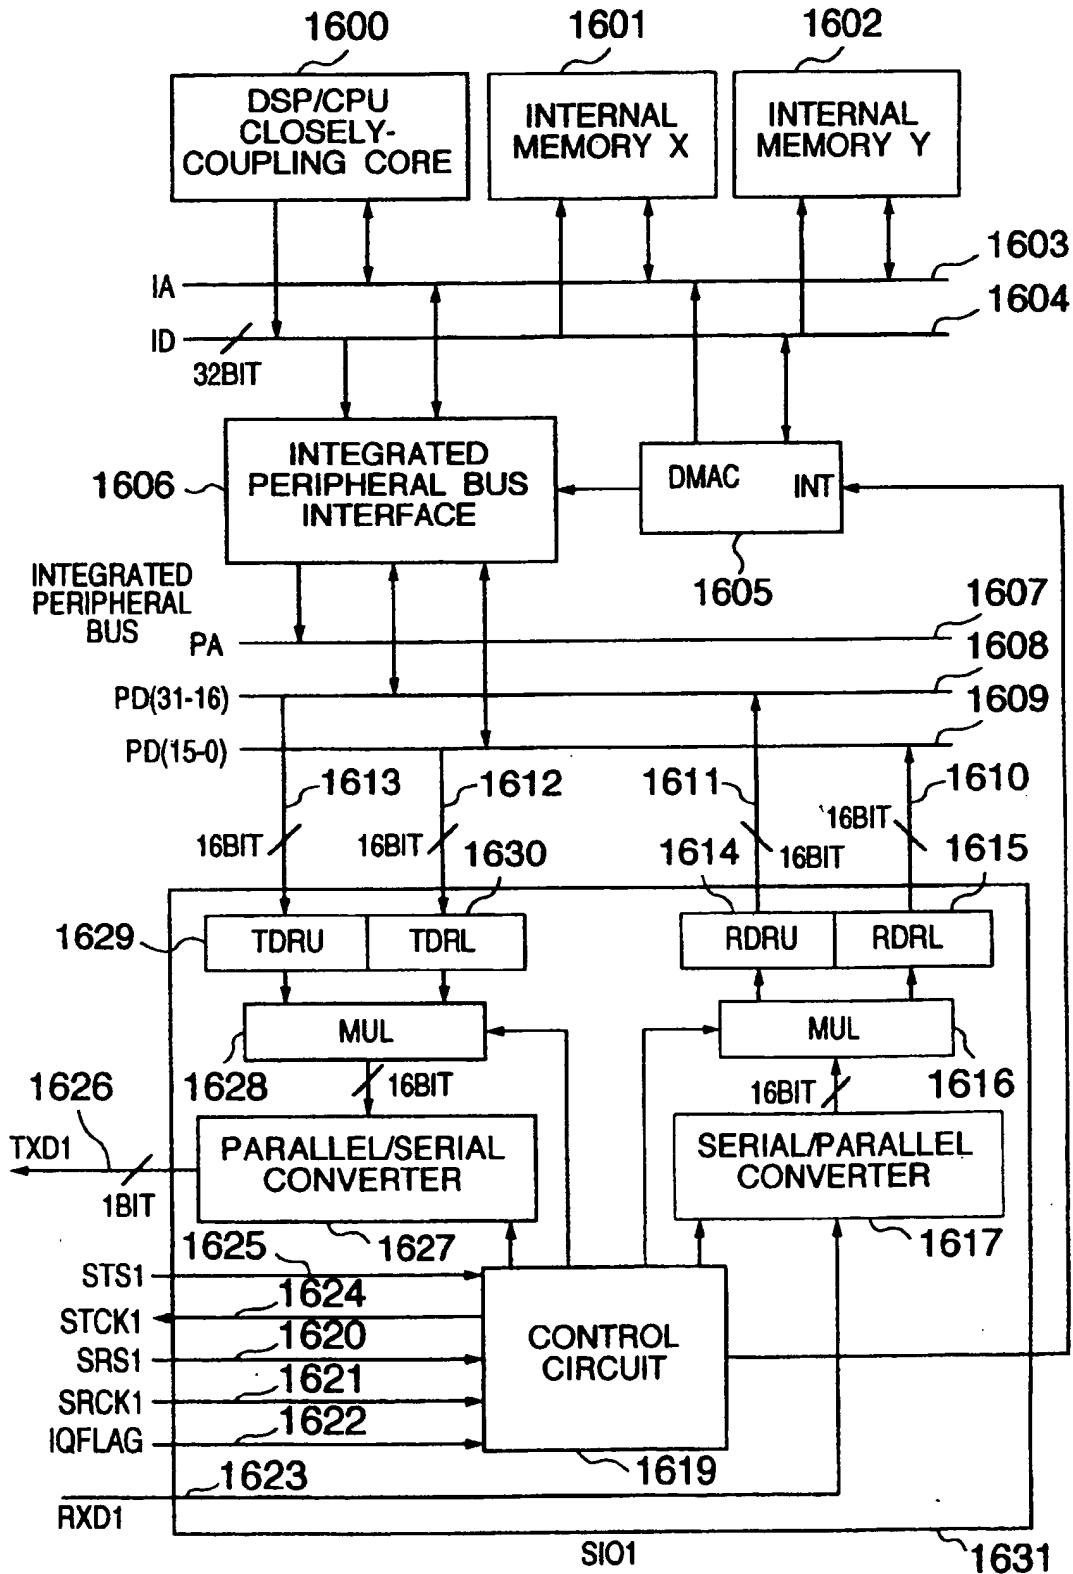 1600
1601
1602
DSP/CPU
CLOSELY-
COUPLING CORE
INTERNAL
MEMORY X
INTERNAL
MEMORY Y
1603
IA
1604
ID
32BIT
1606
INTEGRATED
PERIPHERAL BUS
INTERFACE
DMAC
INT
1605
INTEGRATED
PERIPHERAL
BUS
PA
1607
1608
PD(31-16)
1609
PD(15-0)
1613
1612
1611
1610
16BIT
16BIT
16BIT
16BIT
1630
1614
1615
1629
TDRU
TDRL
RDRU
RDRL
MUL
MUL
1628
16BIT
16BIT
1616
1626
TXD1
1BIT
PARALLEL/SERIAL
CONVERTER
SERIAL/PARALLEL
CONVERTER
1627
1617
1625
STS1
1624
STCK1
1620
SRS1
1621
SRCK1
1622
IQFLAG
CONTROL
CIRCUIT
1619
1623
RXD1
SIO1
1631